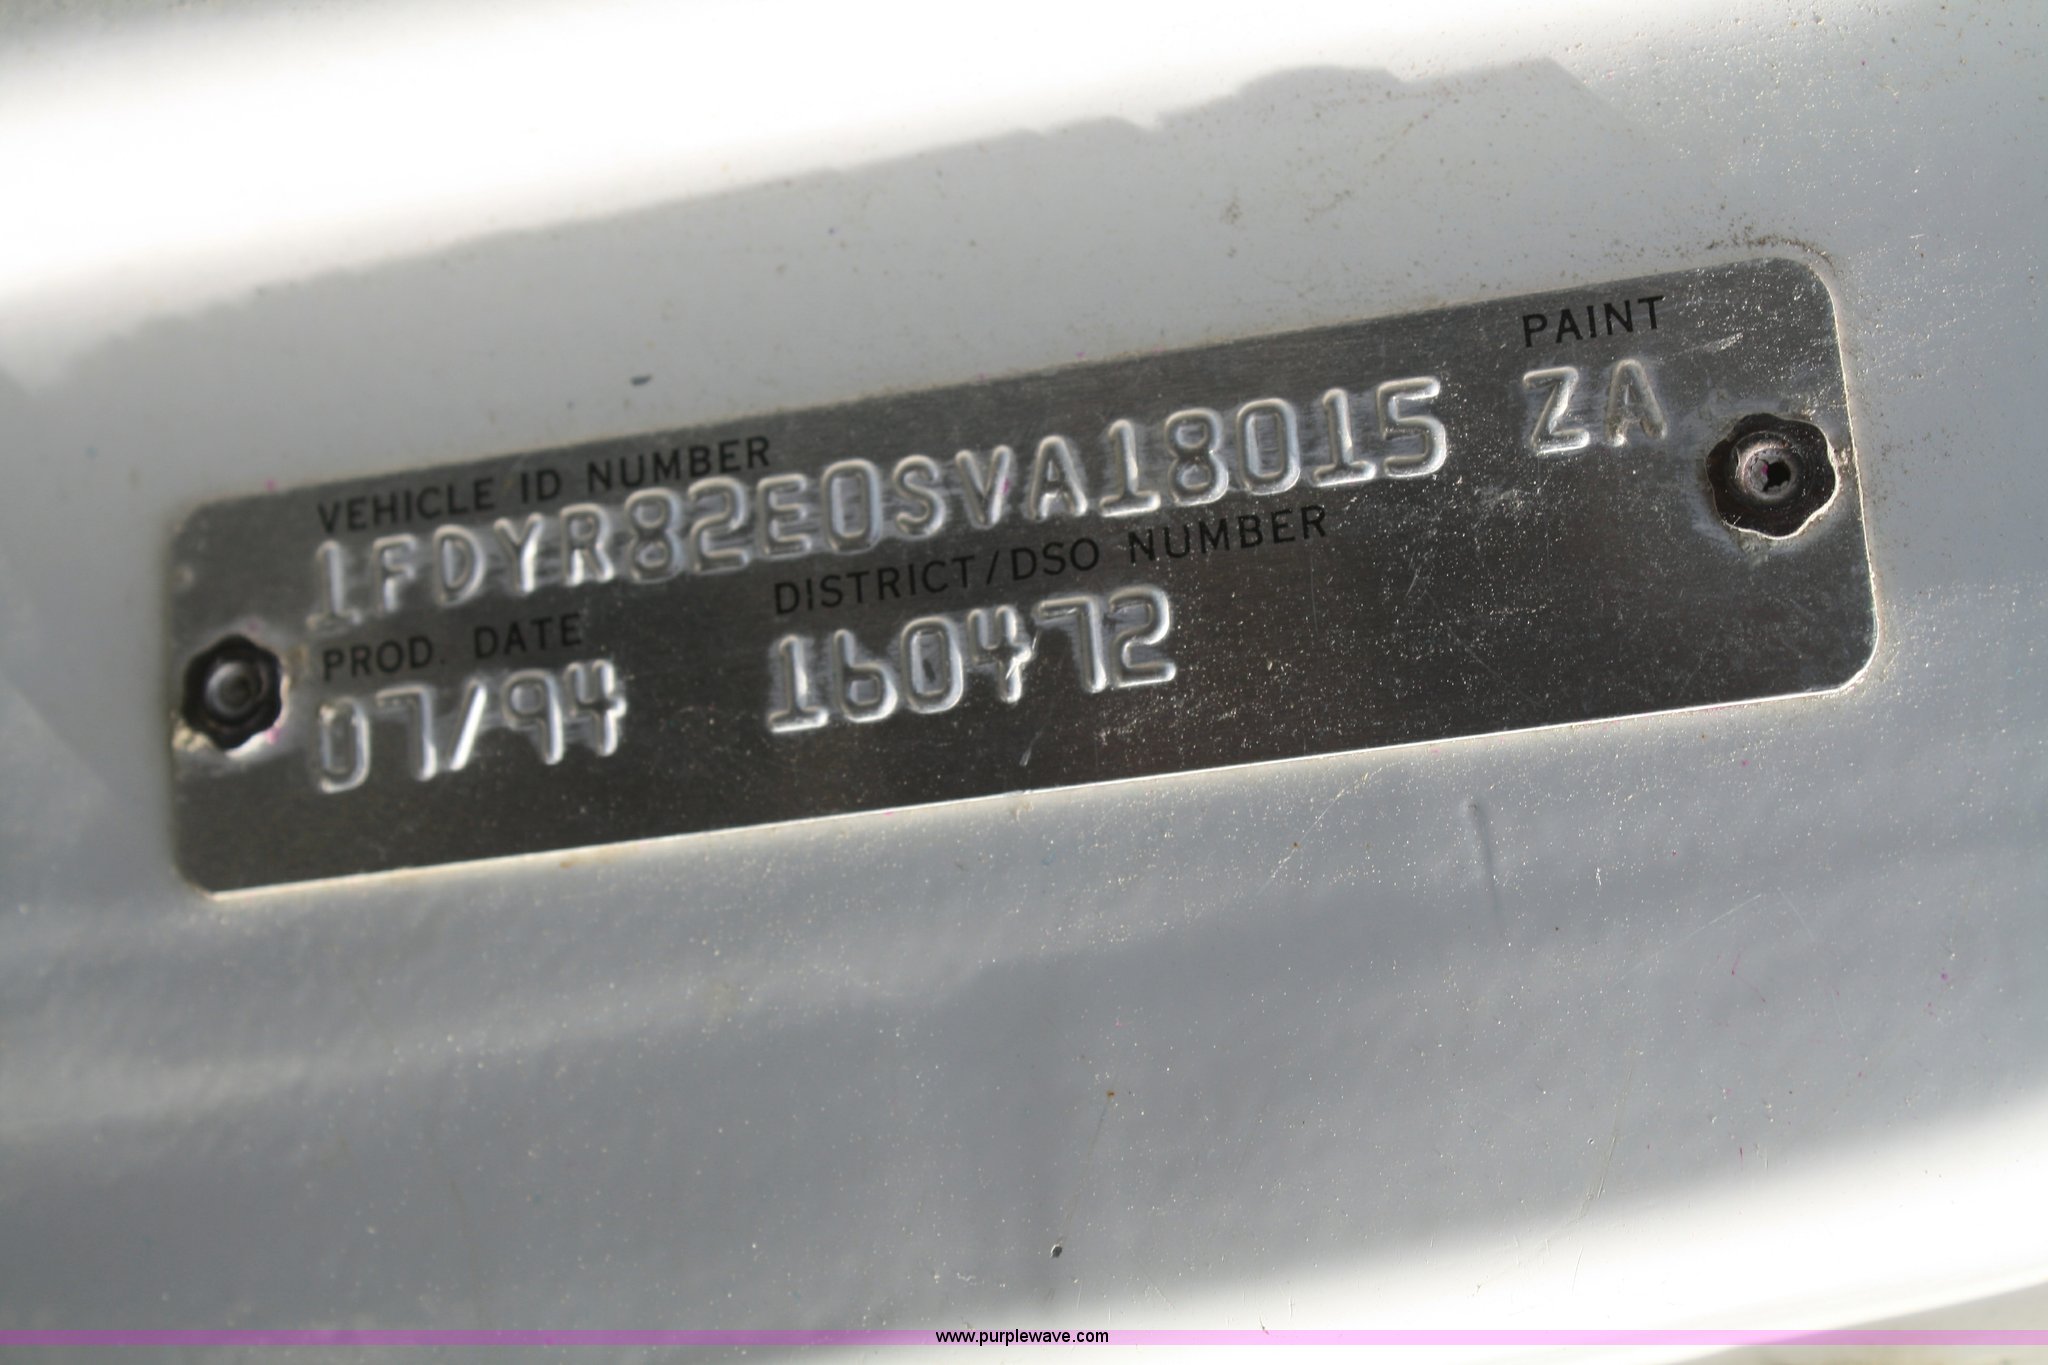 PAINT
VEHICLE ID NUMBER
1FDYR82E0SVA18015 ZA
PROD. DATE DISTRICT/DSO NUMBER
07/94 160472
www.purplewave.com